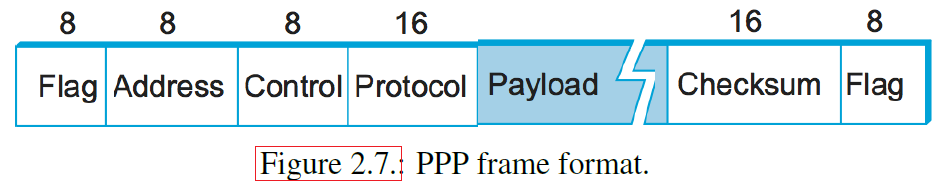 8 8 8 16 16 8
Flag Address Control Protocol Payload Checksum Flag
Figure 2.7.: PPP frame format.